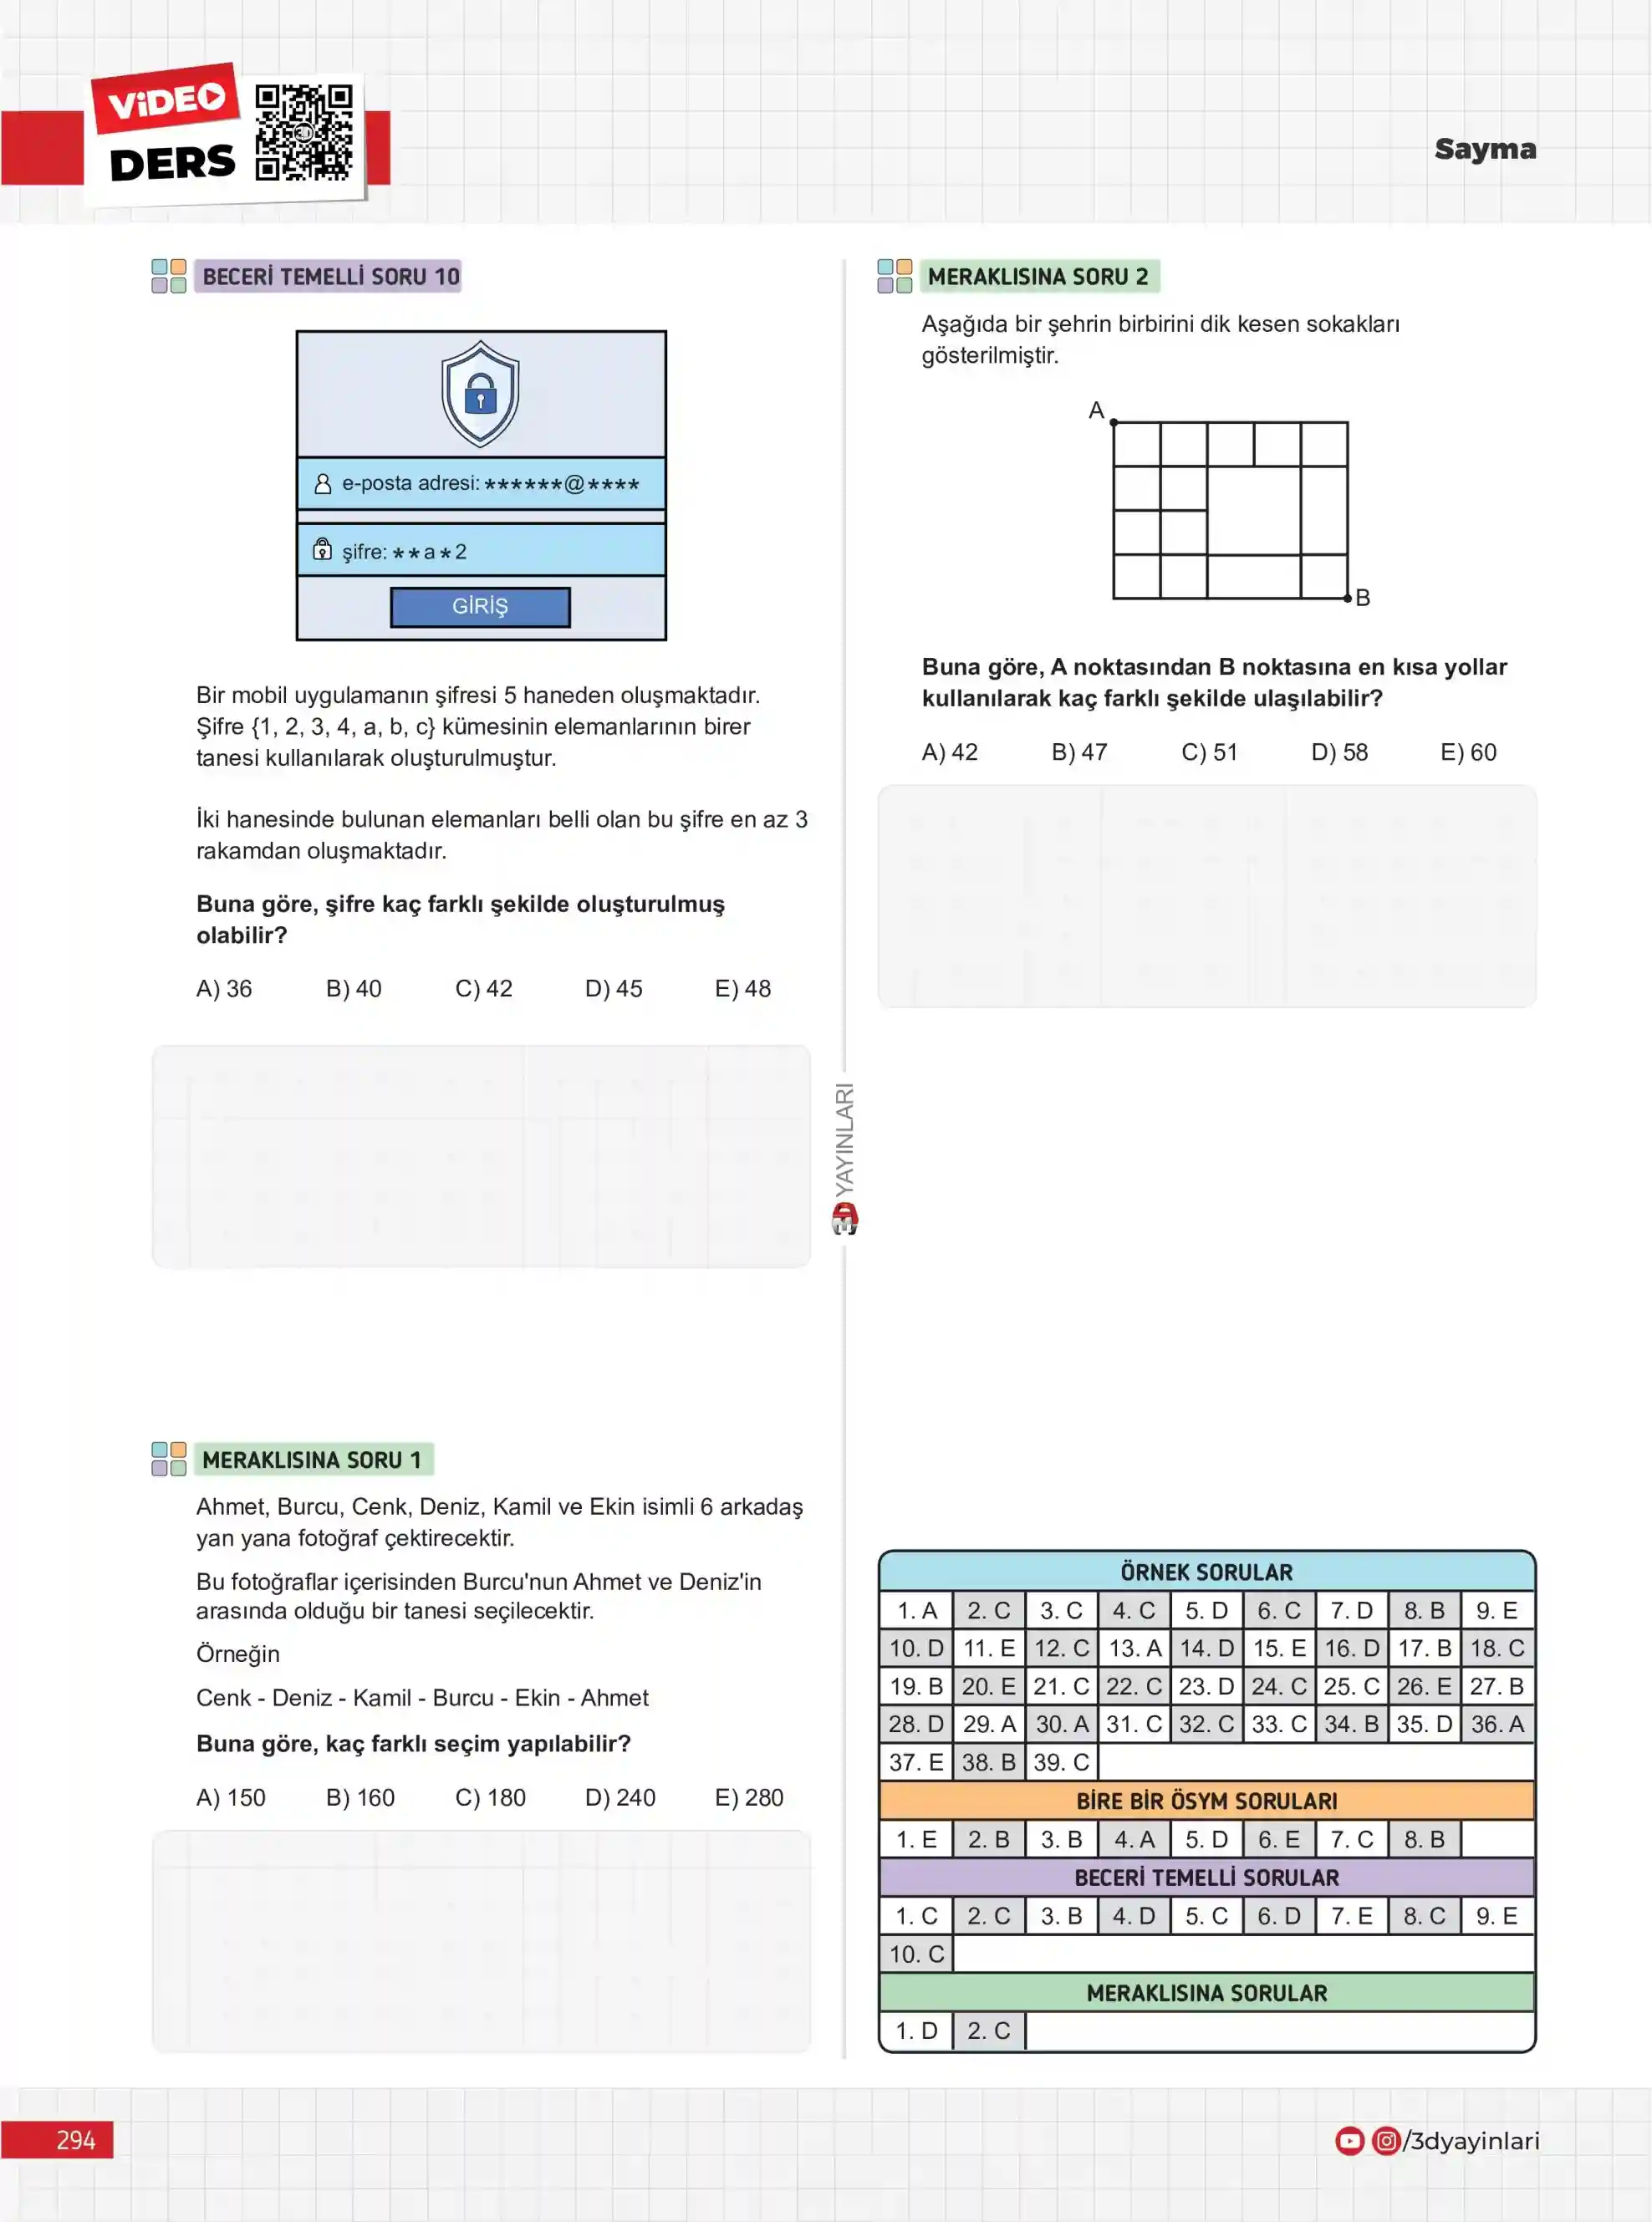 ViDEO
DERS
Sayma
BECERİ TEMELLİ SORU 10
e-posta adresi: ******@****
şifre: **a*2
GİRİŞ
Bir mobil uygulamanın şifresi 5 haneden oluşmaktadır.
Şifre {1, 2, 3, 4, a, b, c} kümesinin elemanlarının birer
tanesi kullanılarak oluşturulmuştur.
İki hanesinde bulunan elemanları belli olan bu şifre en az 3
rakamdan oluşmaktadır.
Buna göre, şifre kaç farklı şekilde oluşturulmuş
olabilir?
A) 36 B) 40 C) 42 D) 45 E) 48
MERAKLISINA SORU 1
Ahmet, Burcu, Cenk, Deniz, Kamil ve Ekin isimli 6 arkadaş
yan yana fotoğraf çektirecektir.
Bu fotoğraflar içerisinden Burcu'nun Ahmet ve Deniz'in
arasında olduğu bir tanesi seçilecektir.
Örneğin
Cenk - Deniz - Kamil - Burcu - Ekin - Ahmet
Buna göre, kaç farklı seçim yapılabilir?
A) 150 B) 160 C) 180 D) 240 E) 280
YAYINLARI
MERAKLISINA SORU 2
Aşağıda bir şehrin birbirini dik kesen sokakları
gösterilmiştir.
A
B
Buna göre, A noktasından B noktasına en kısa yollar
kullanılarak kaç farklı şekilde ulaşılabilir?
A) 42 B) 47 C) 51 D) 58 E) 60
ÖRNEK SORULAR
1. A 2. C 3. C 4. C 5. D 6. C 7. D 8. B 9. E
10. D 11. E 12. C 13. A 14. D 15. E 16. D 17. B 18. C
19. B 20. E 21. C 22. C 23. D 24. C 25. C 26. E 27. B
28. D 29. A 30. A 31. C 32. C 33. C 34. B 35. D 36. A
37. E 38. B 39. C
BİRE BİR ÖSYM SORULARI
1. E 2. B 3. B 4. A 5. D 6. E 7. C 8. B
BECERİ TEMELLİ SORULAR
1. C 2. C 3. B 4. D 5. C 6. D 7. E 8. C 9. E
10. C
MERAKLISINA SORULAR
1. D 2. C
294
/3dyayinlari